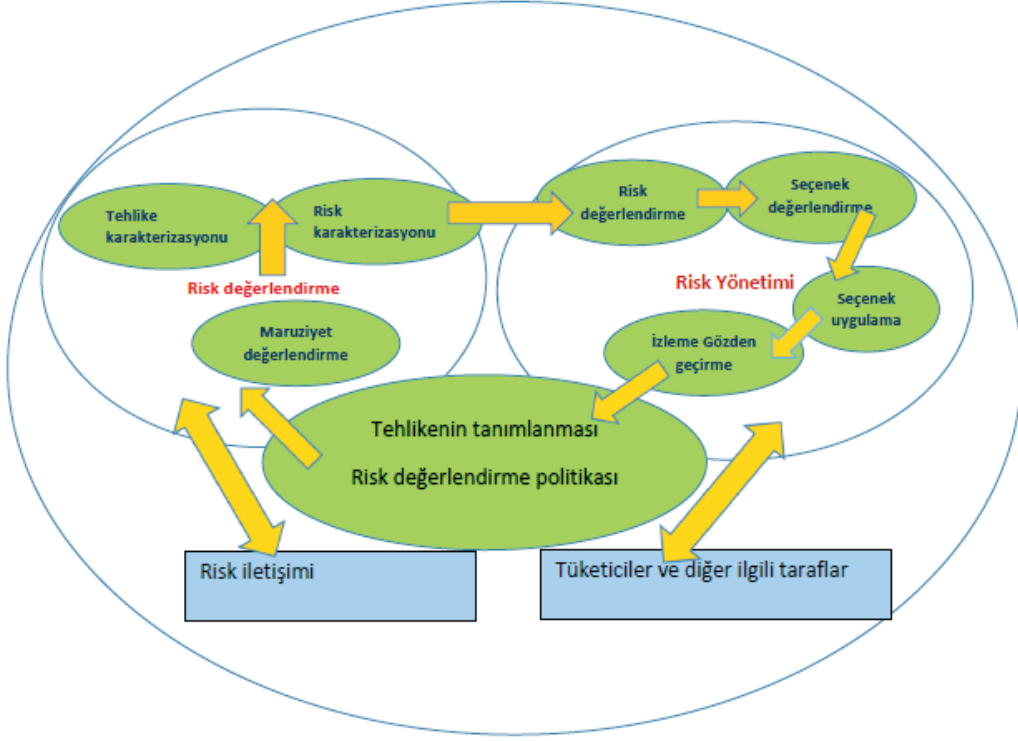 Tehlike
karakterizasyonu
Risk
karakterizasyonu
Risk değerlendirme
Maruziyet
değerlendirme
Risk
değerlendirme
Seçenek
değerlendirme
Risk Yönetimi
Seçenek
uygulama
İzleme Gözden
geçirme
Tehlikenin tanımlanması
Risk değerlendirme politikası
Risk iletişimi
Tüketiciler ve diğer ilgili taraflar